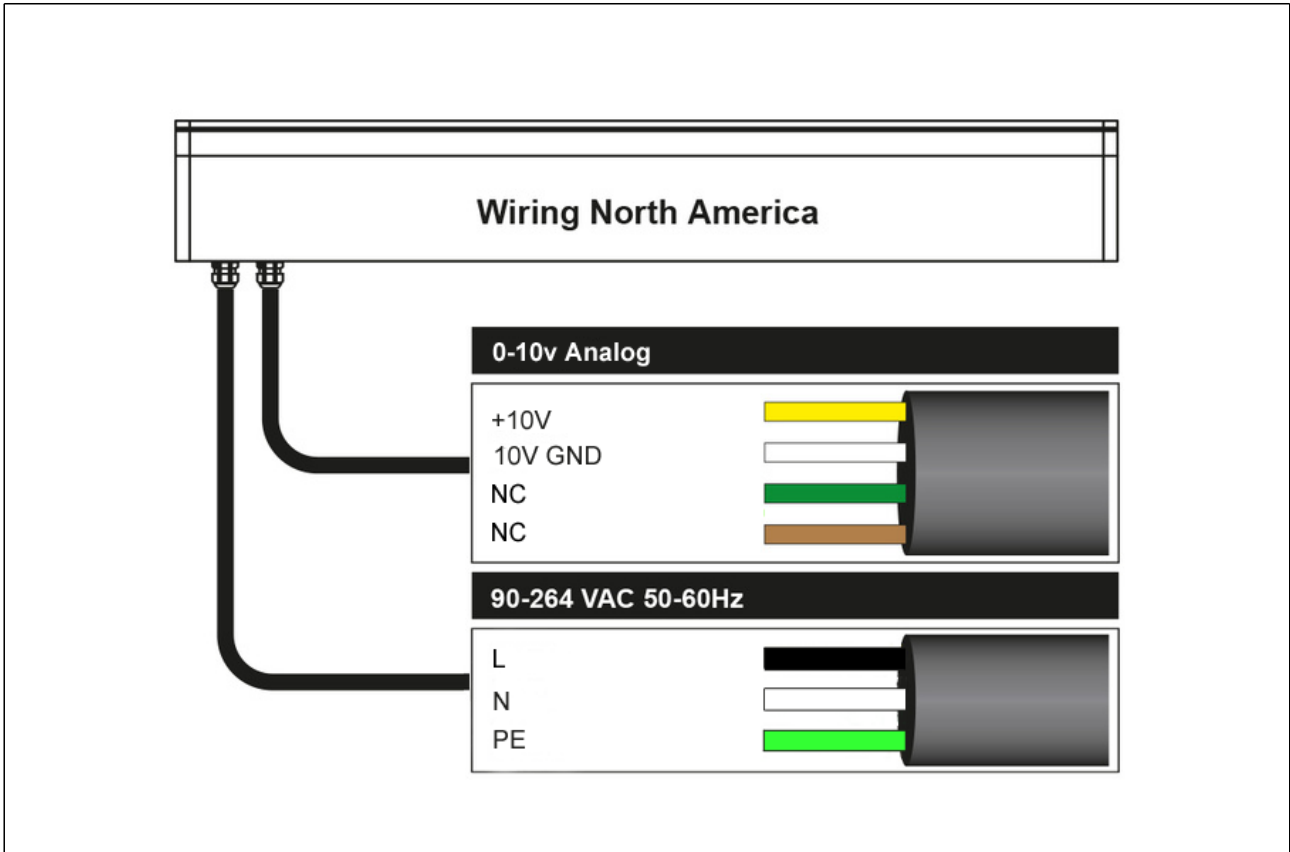 Wiring North America
0-10v Analog
+10V
10V GND
NC
NC
90-264 VAC 50-60Hz
L
N
PE